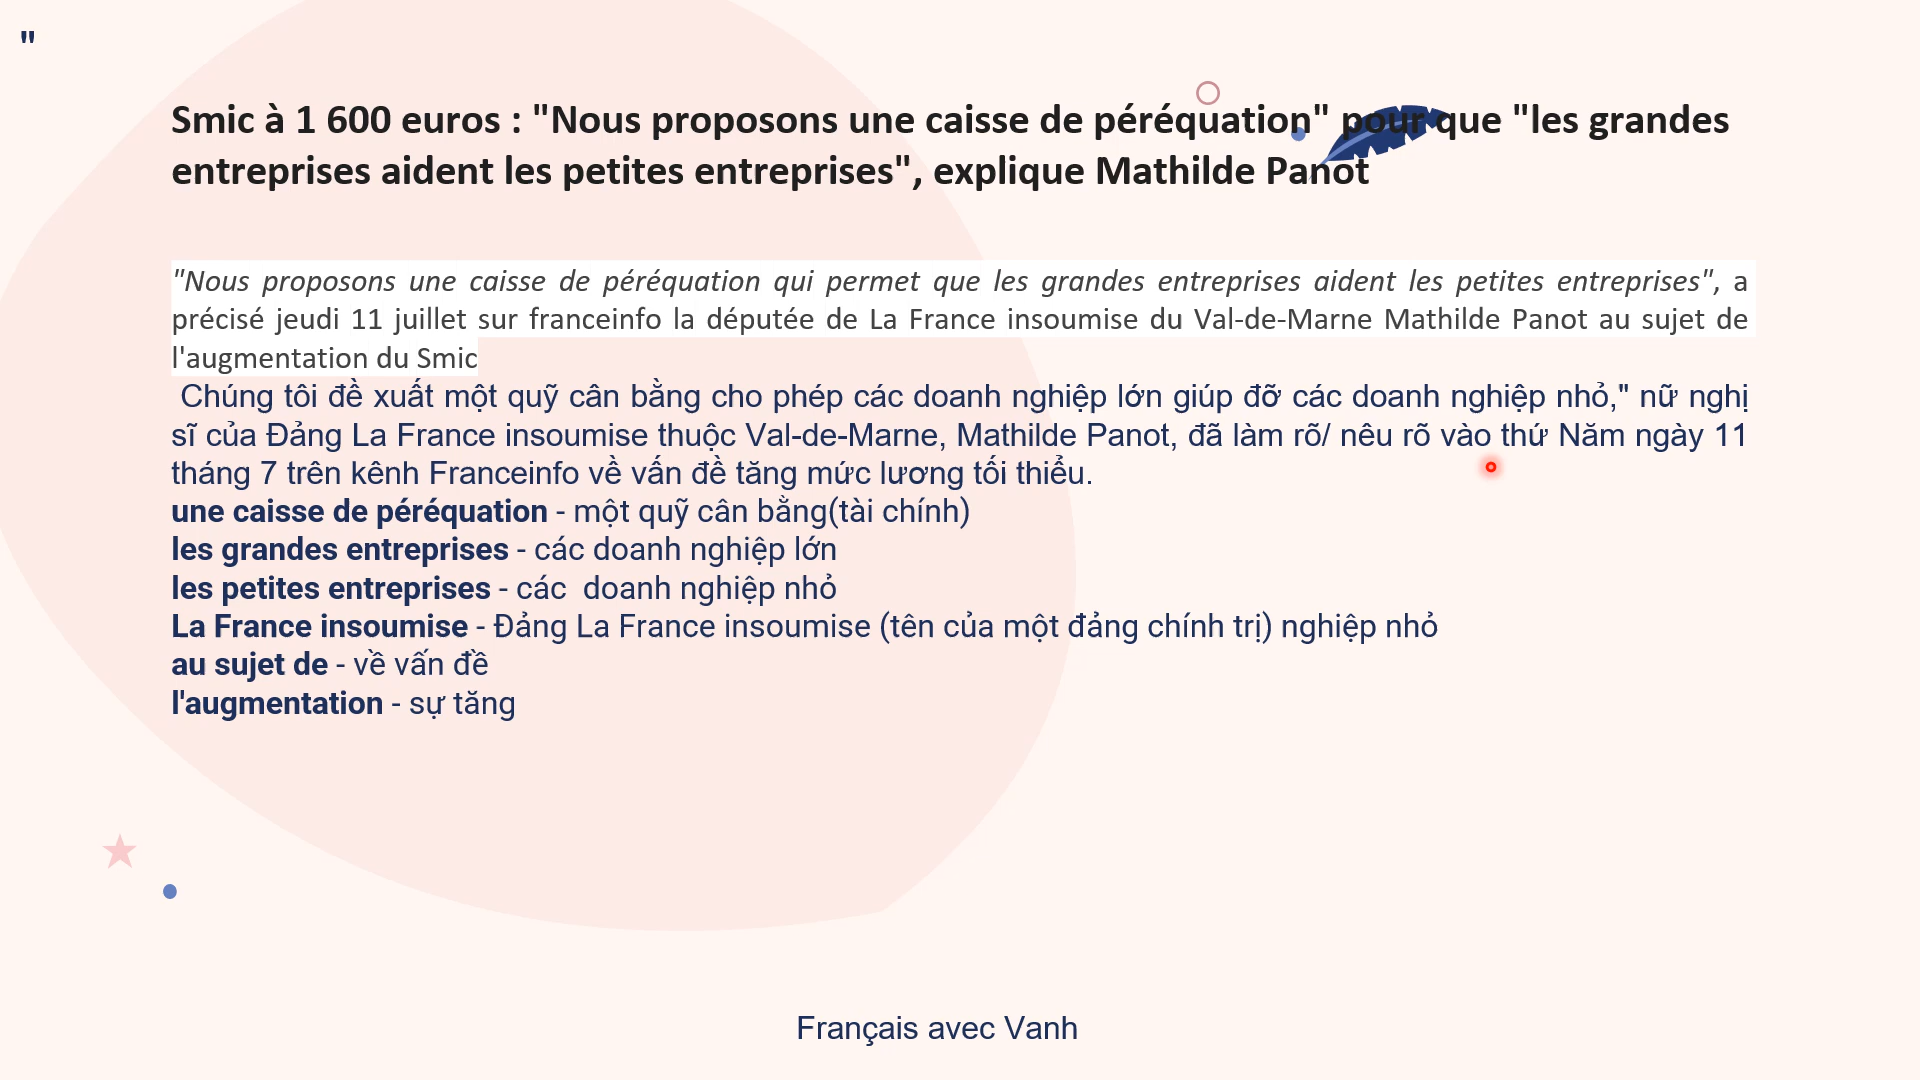 "
Smic à 1 600 euros : "Nous proposons une caisse de péréquation" pour que "les grandes
entreprises aident les petites entreprises", explique Mathilde Panot
"Nous proposons une caisse de péréquation qui permet que les grandes entreprises aident les petites entreprises", a
précisé jeudi 11 juillet sur franceinfo la députée de La France insoumise du Val-de-Marne Mathilde Panot au sujet de
l'augmentation du Smic
Chúng tôi đề xuất một quỹ cân bằng cho phép các doanh nghiệp lớn giúp đỡ các doanh nghiệp nhỏ," nữ nghị
sĩ của Đảng La France insoumise thuộc Val-de-Marne, Mathilde Panot, đã làm rõ/ nêu rõ vào thứ Năm ngày 11
tháng 7 trên kênh Franceinfo về vấn đề tăng mức lương tối thiểu.
une caisse de péréquation - một quỹ cân bằng(tài chính)
les grandes entreprises - các doanh nghiệp lớn
les petites entreprises - các  doanh nghiệp nhỏ
La France insoumise - Đảng La France insoumise (tên của một đảng chính trị) nghiệp nhỏ
au sujet de - về vấn đề
l'augmentation - sự tăng
Français avec Vanh